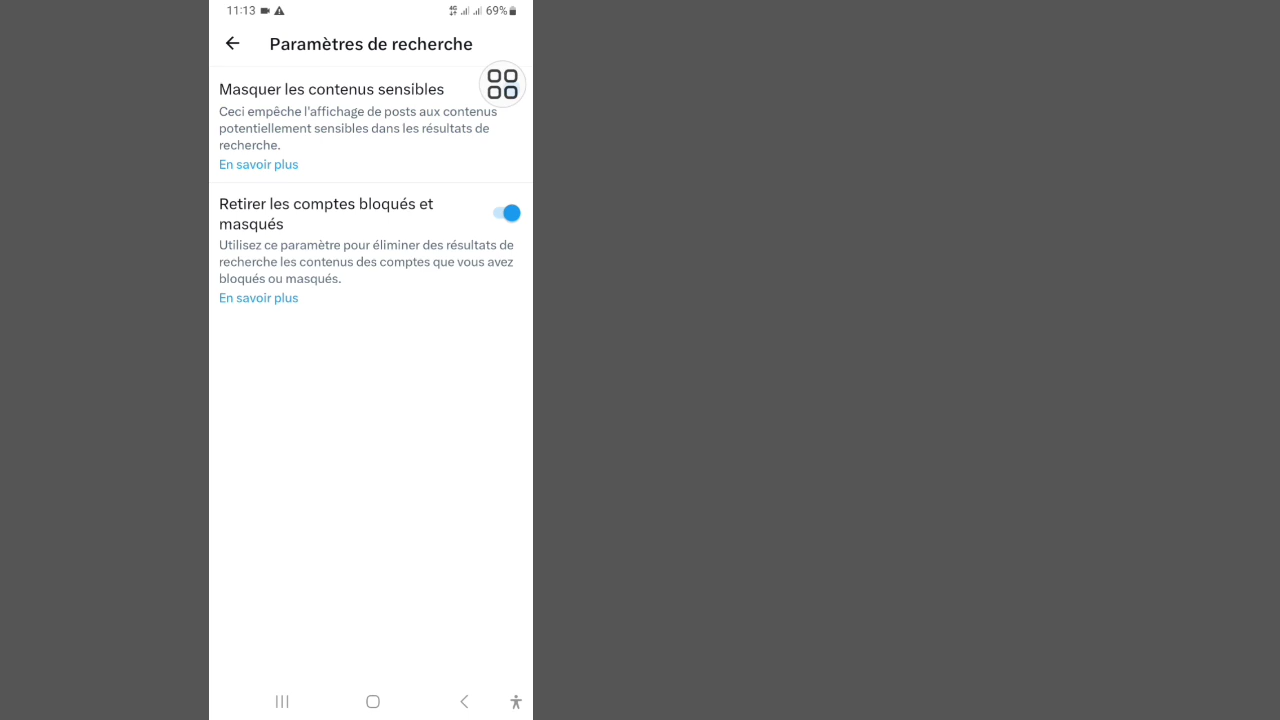 11:13 4G 69%
Paramètres de recherche
Masquer les contenus sensibles
Ceci empêche l'affichage de posts aux contenus
potentiellement sensibles dans les résultats de
recherche.
En savoir plus
Retirer les comptes bloqués et
masqués
Utilisez ce paramètre pour éliminer des résultats de
recherche les contenus des comptes que vous avez
bloqués ou masqués.
En savoir plus